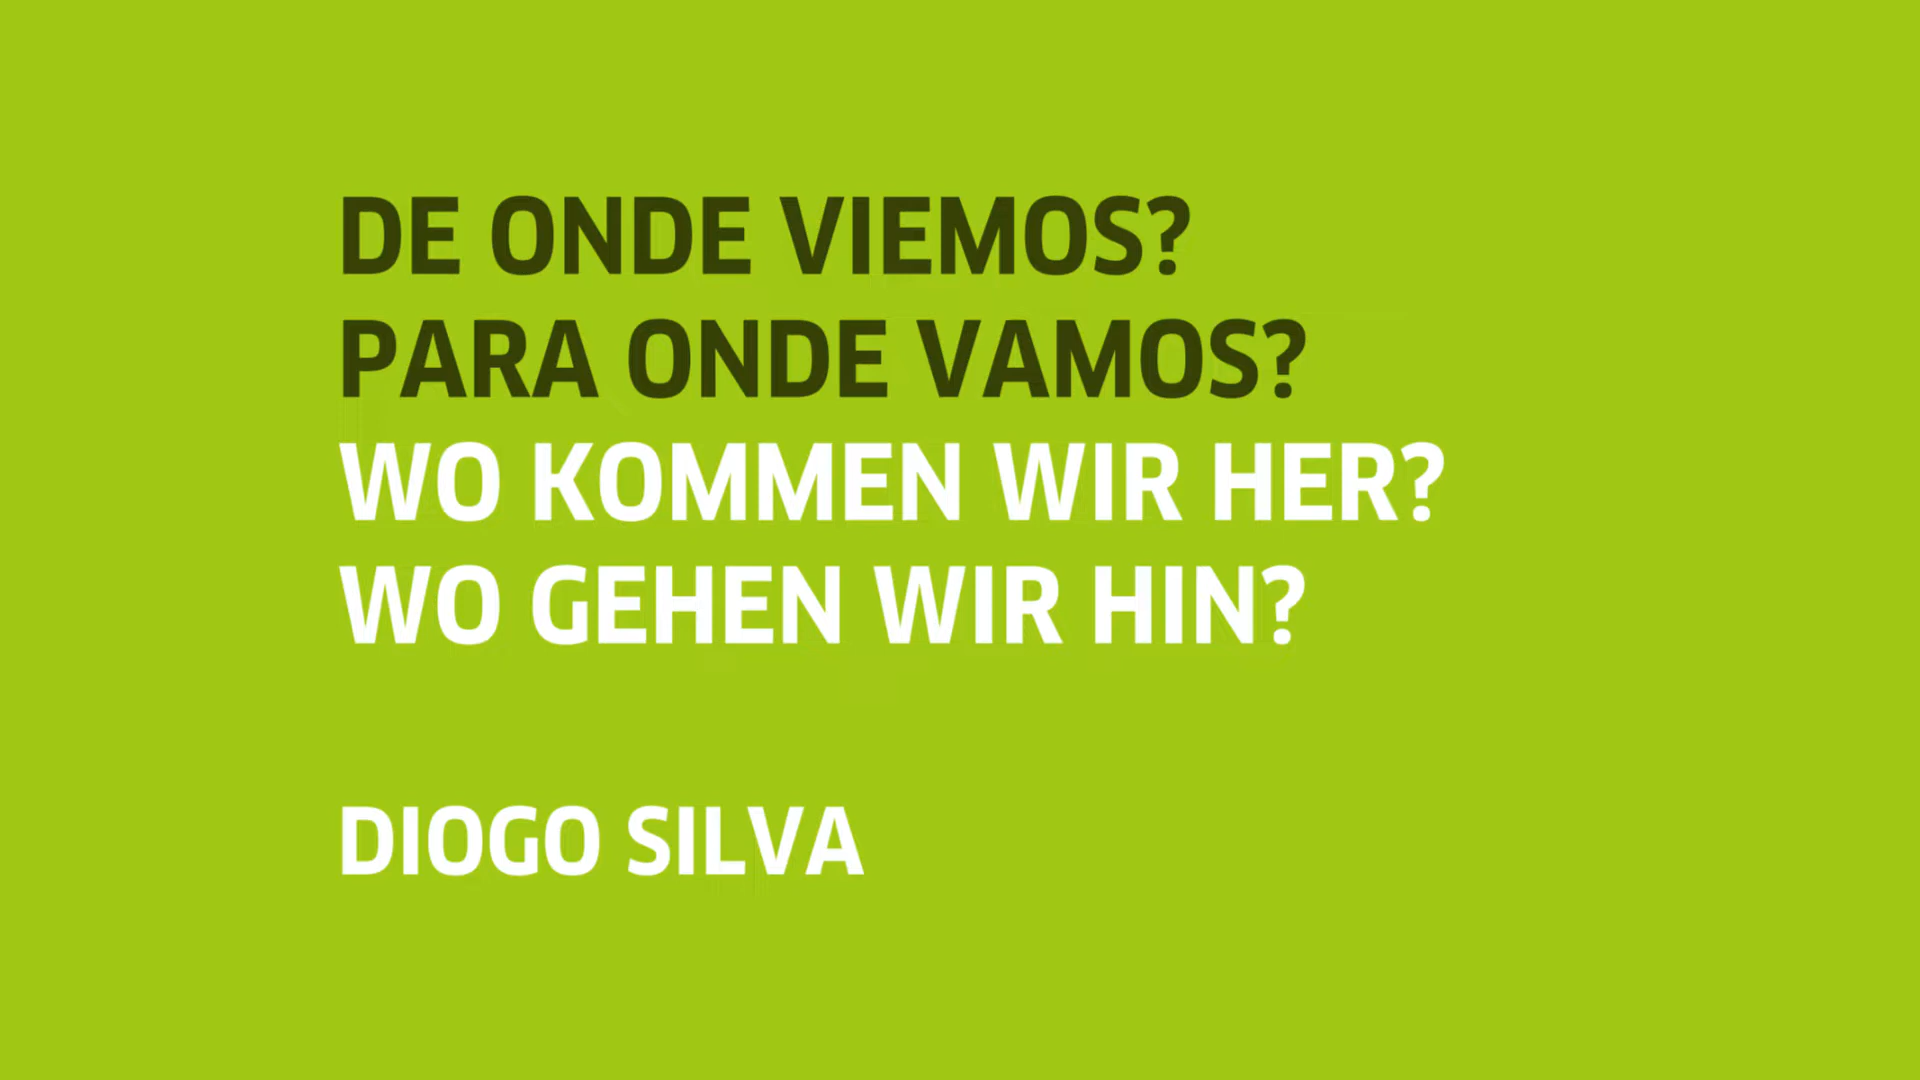 DE ONDE VIEMOS?
PARA ONDE VAMOS?
WO KOMMEN WIR HER?
WO GEHEN WIR HIN?
DIOGO SILVA